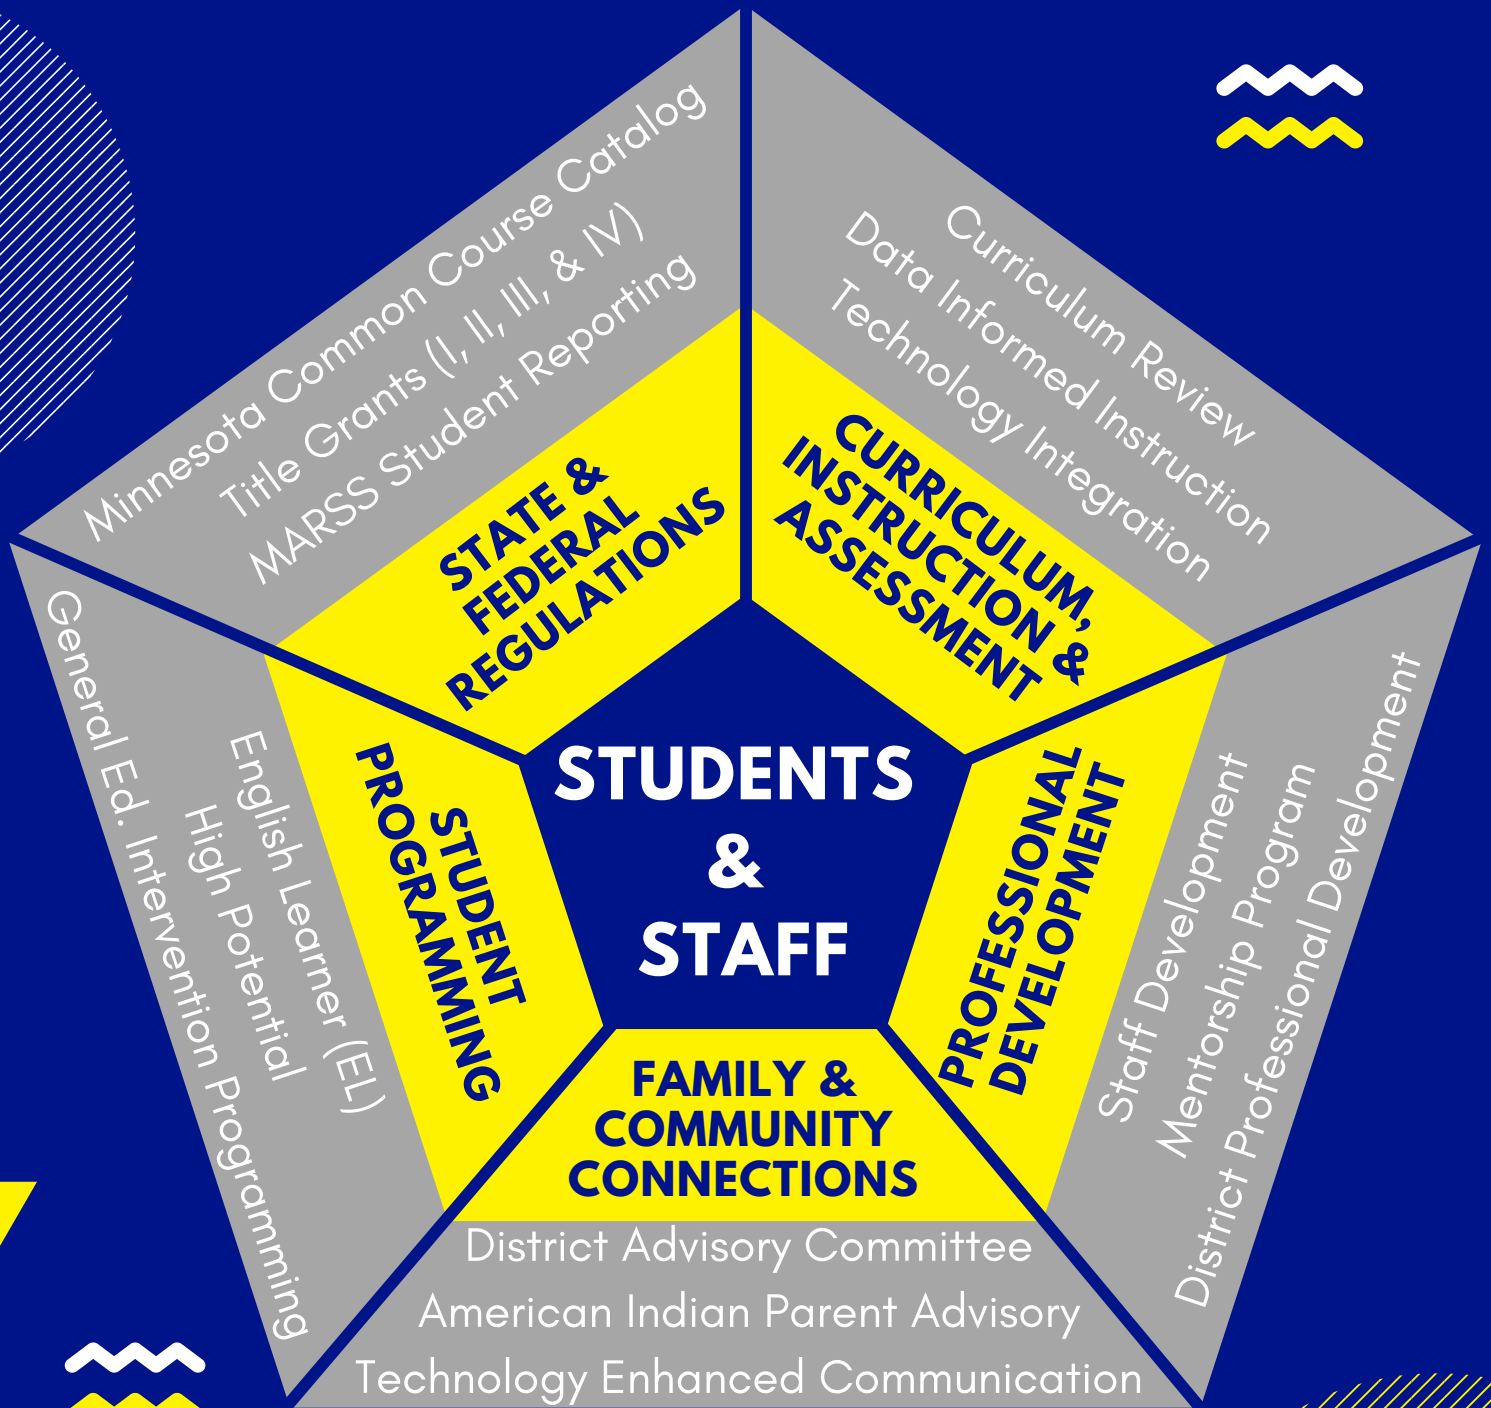 Minnesota Common Course Catalog
Title Grants (I, II, III, & IV)
MARSS Student Reporting
STATE &
FEDERAL
REGULATIONS
Curriculum Review
Data Informed Instruction
Technology Integration
CURRICULUM,
INSTRUCTION &
ASSESSMENT
General Ed. Intervention Programming
High Potential
English Learner (EL)
STUDENT
PROGRAMMING
STUDENTS
&
STAFF
PROFESSIONAL
DEVELOPMENT
Staff Development
Mentorship Program
District Professional Development
FAMILY &
COMMUNITY
CONNECTIONS
District Advisory Committee
American Indian Parent Advisory
Technology Enhanced Communication